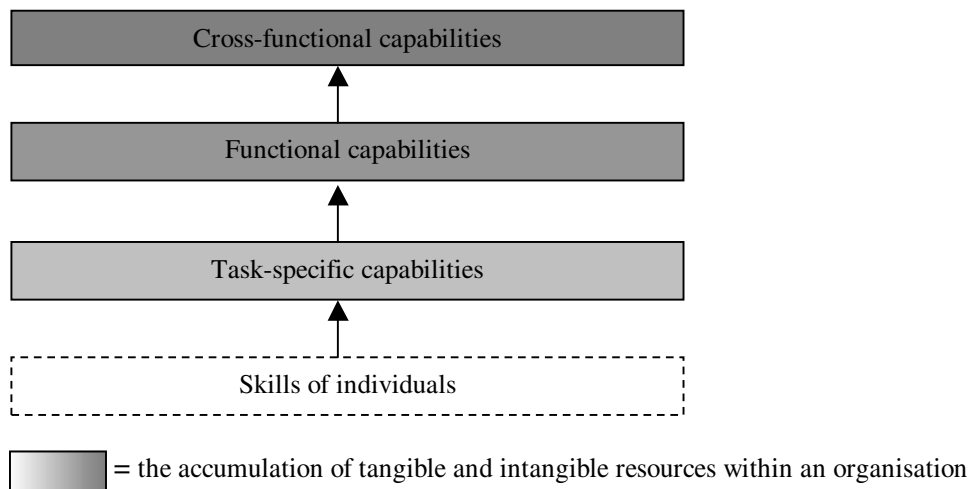 Cross-functional capabilities
Functional capabilities
Task-specific capabilities
Skills of individuals
= the accumulation of tangible and intangible resources within an organisation